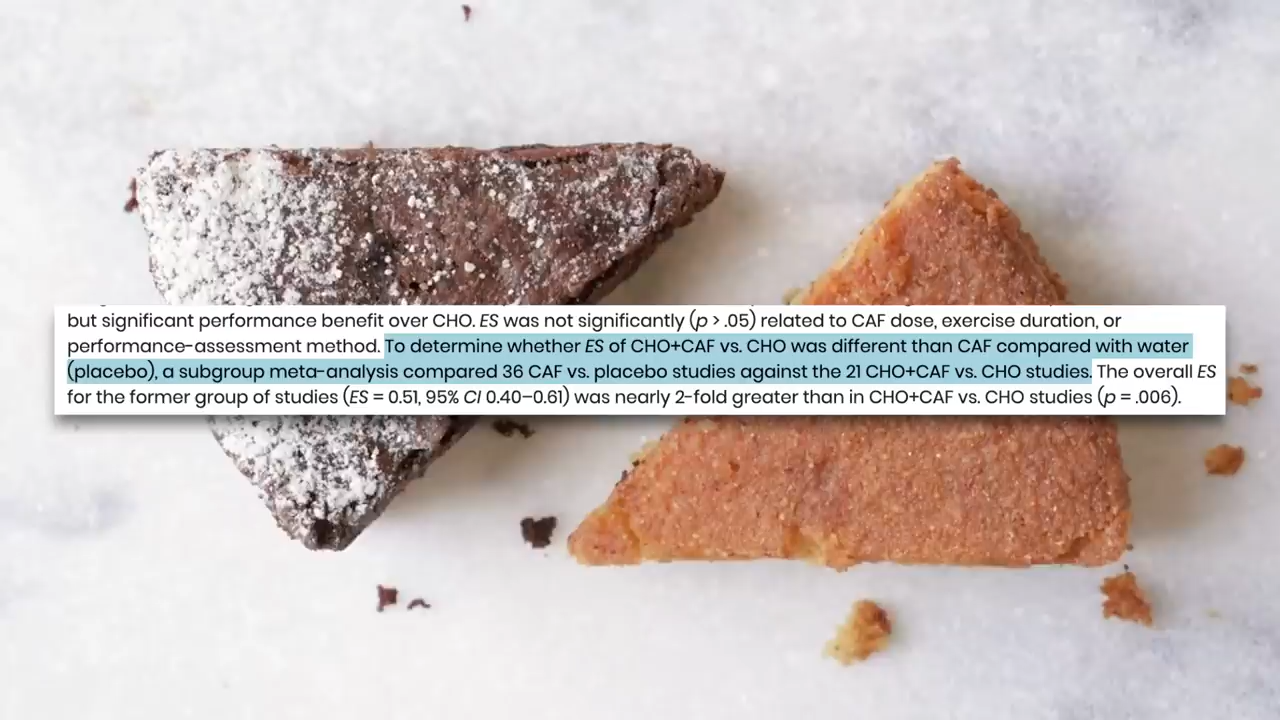 but significant performance benefit over CHO. ES was not significantly (p > .05) related to CAF dose, exercise duration, or
performance-assessment method. To determine whether ES of CHO+CAF vs. CHO was different than CAF compared with water
(placebo), a subgroup meta-analysis compared 36 CAF vs. placebo studies against the 21 CHO+CAF vs. CHO studies. The overall ES
for the former group of studies (ES = 0.51, 95% CI 0.40–0.61) was nearly 2-fold greater than in CHO+CAF vs. CHO studies (p = .006).